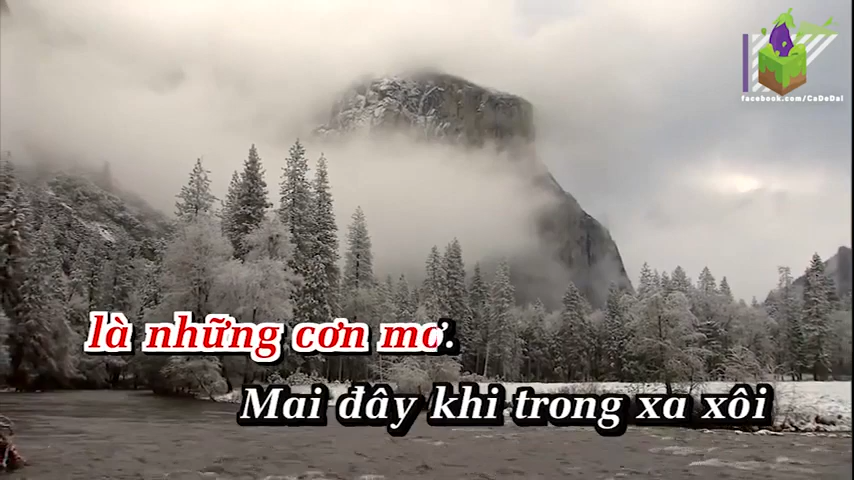 facebook.com/CaDeDai
là những cơn mơ.
Mai đây khi trong xa xôi